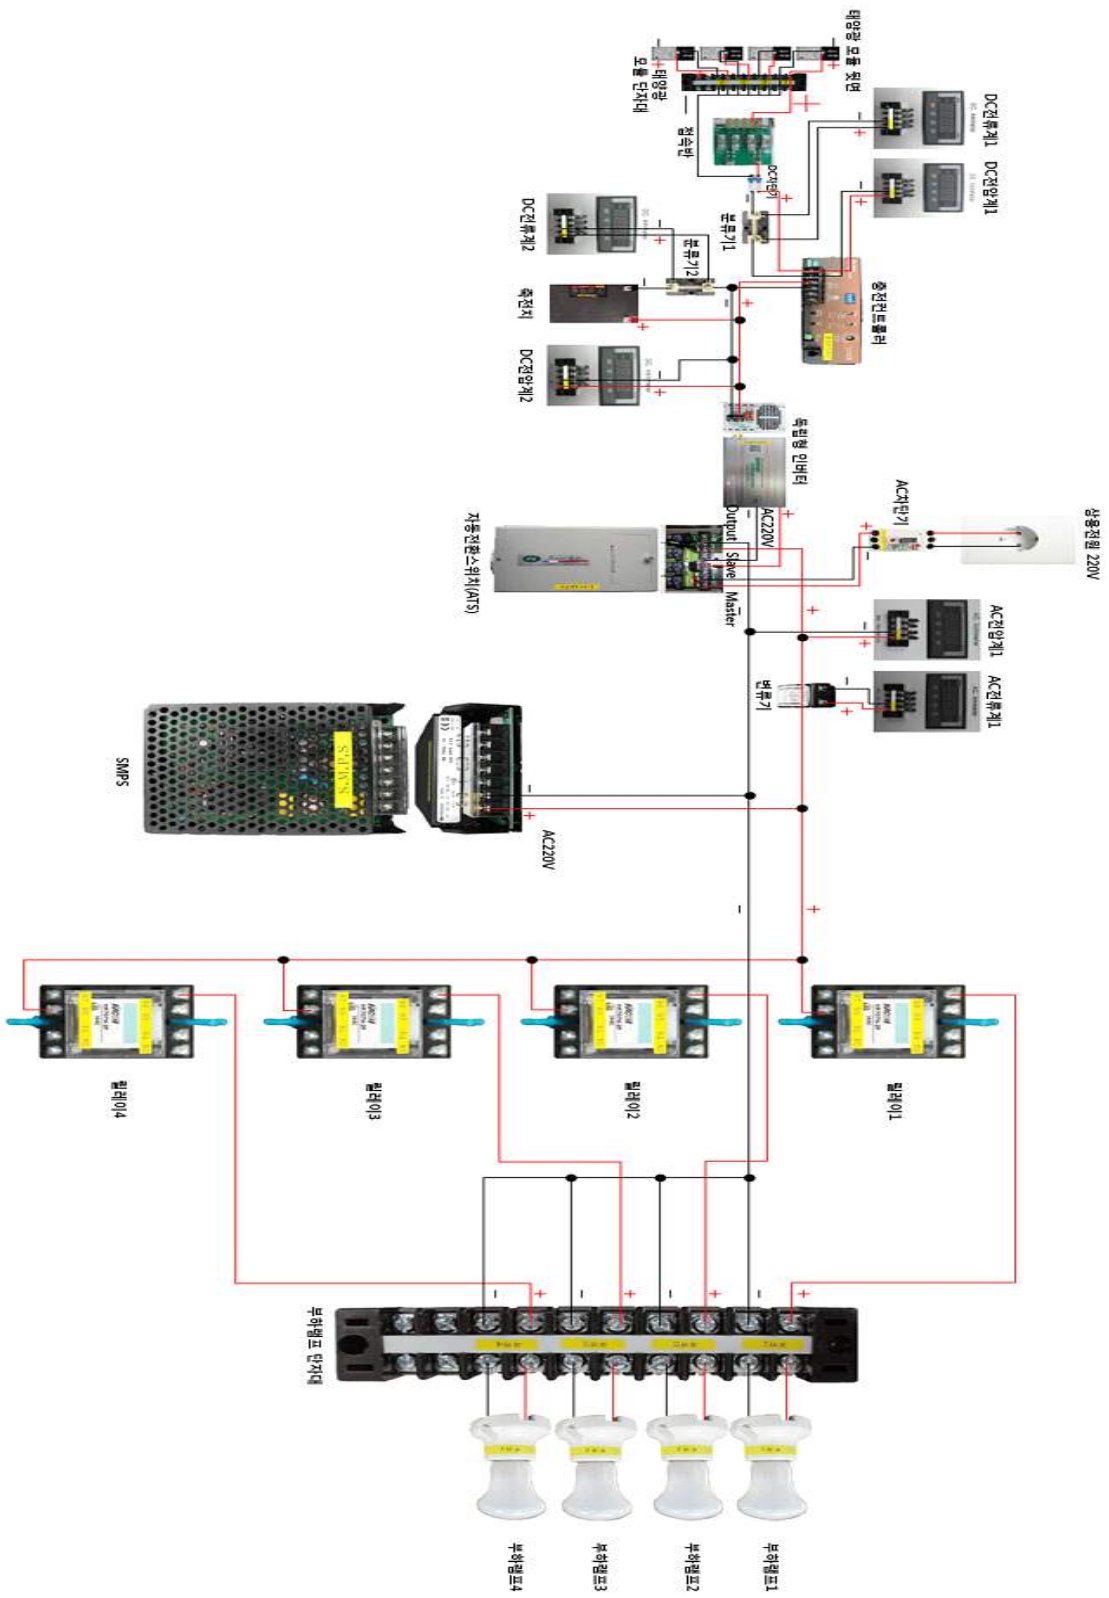 태양광 모듈 뒷면
태양광
모듈 단자대
접속반
DC전류계1
DC전압계1
DC차단기
분류기1
DC전류계2
분류기2
축전지
충전컨트롤러
DC전압계2
독립형 인버터
AC220V
Output
Slave
Master
자동전환스위치(ATS)
AC차단기
상용전원 220V
AC전압계1
AC전류계1
변류기
SMPS
S.M.P.S
AC220V
릴레이4
릴레이3
릴레이2
릴레이1
부하램프 단자대
부하램프4
부하램프3
부하램프2
부하램프1